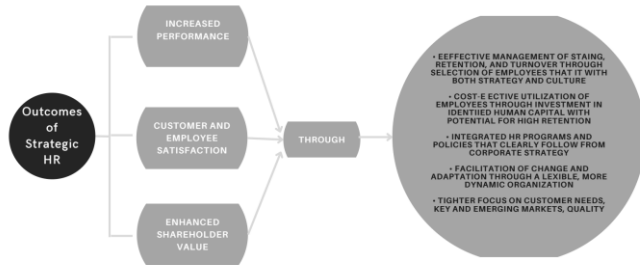 Outcomes
of
Strategic
HR
INCREASED
PERFORMANCE
CUSTOMER AND
EMPLOYEE
SATISFACTION
ENHANCED
SHAREHOLDER
VALUE
THROUGH
• EEFFECTIVE MANAGEMENT OF STAING,
RETENTION, AND TURNOVER THROUGH
SELECTION OF EMPLOYEES THAT IT WITH
BOTH STRATEGY AND CULTURE
• COST-E ECTIVE UTILIZATION OF
EMPLOYEES THROUGH INVESTMENT IN
IDENTIIED HUMAN CAPITAL WITH
POTENTIAL FOR HIGH RETENTION
• INTEGRATED HR PROGRAMS AND
POLICIES THAT CLEARLY FOLLOW FROM
CORPORATE STRATEGY
• FACILITATION OF CHANGE AND
ADAPTATION THROUGH A LEXIBLE, MORE
DYNAMIC ORGANIZATION
• TIGHTER FOCUS ON CUSTOMER NEEDS,
KEY AND EMERGING MARKETS, QUALITY